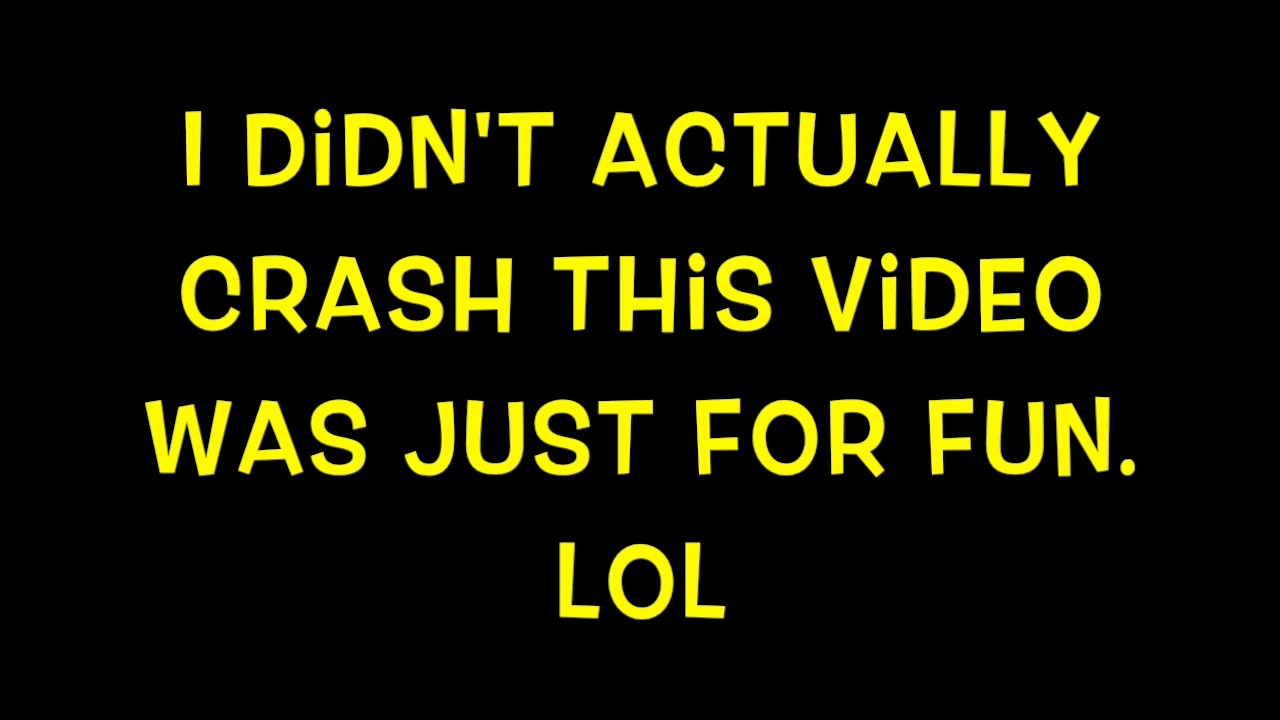 I DiDN'T ACTUALLY
CRASH THiS ViDEO
WAS JUST FOR FUN.
LOL